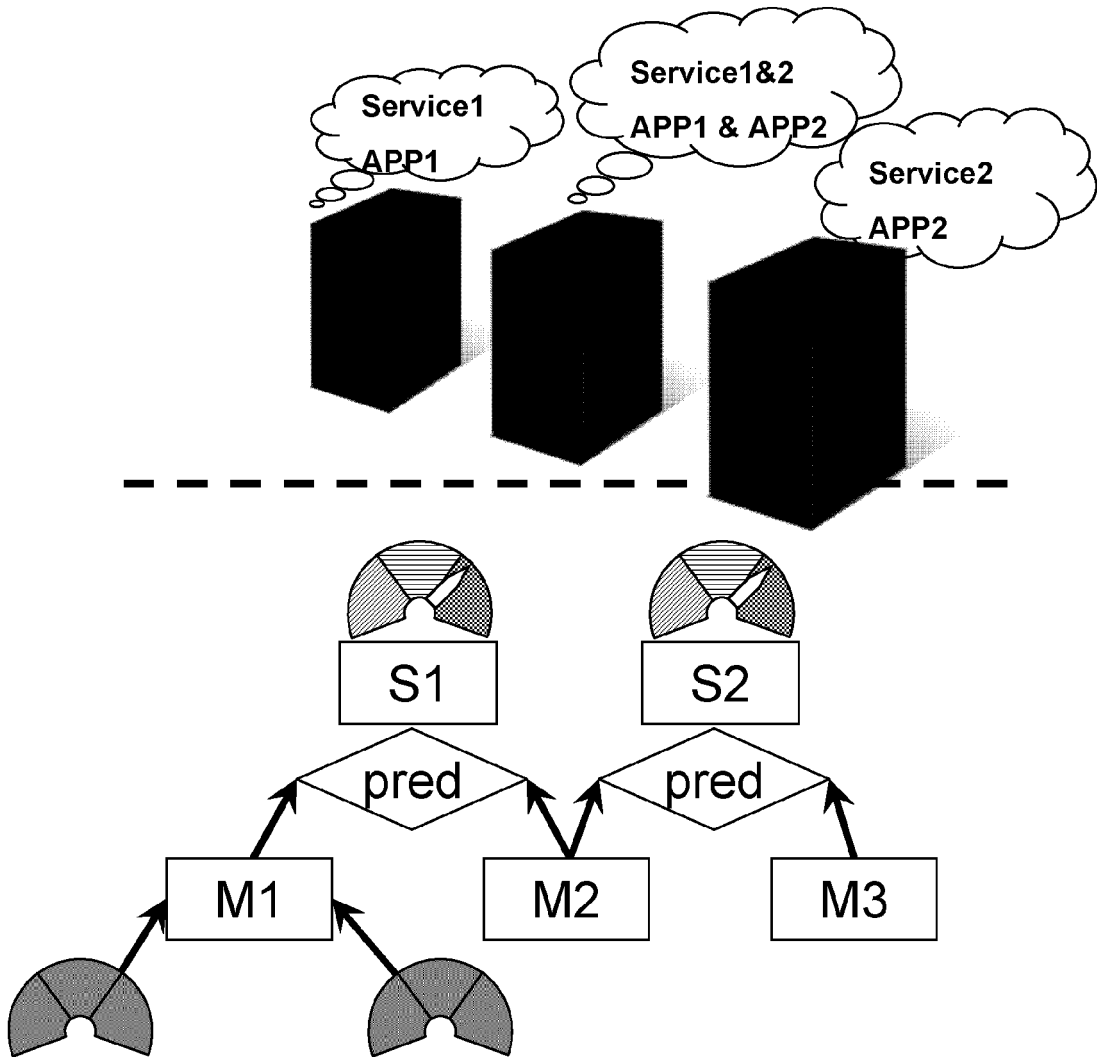 Service1
APP1
Service1&2
APP1 & APP2
Service2
APP2
S1
S2
pred
pred
M1
M2
M3